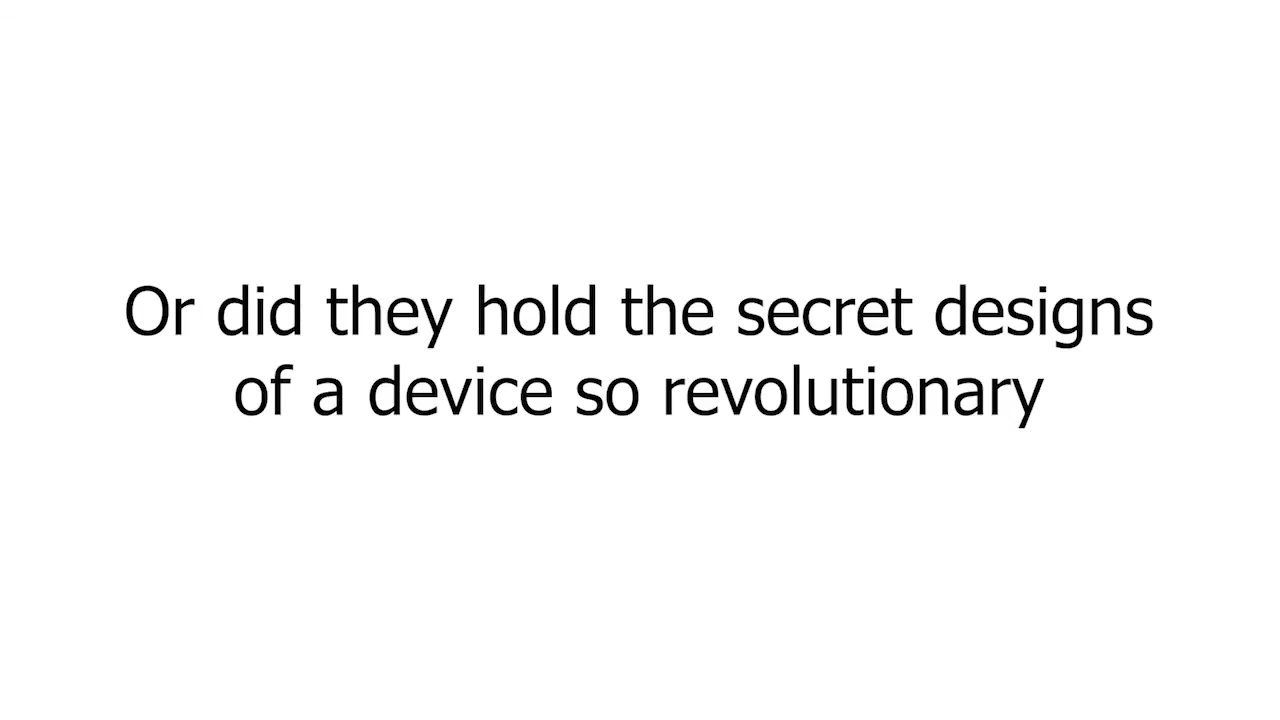 Or did they hold the secret designs
of a device so revolutionary